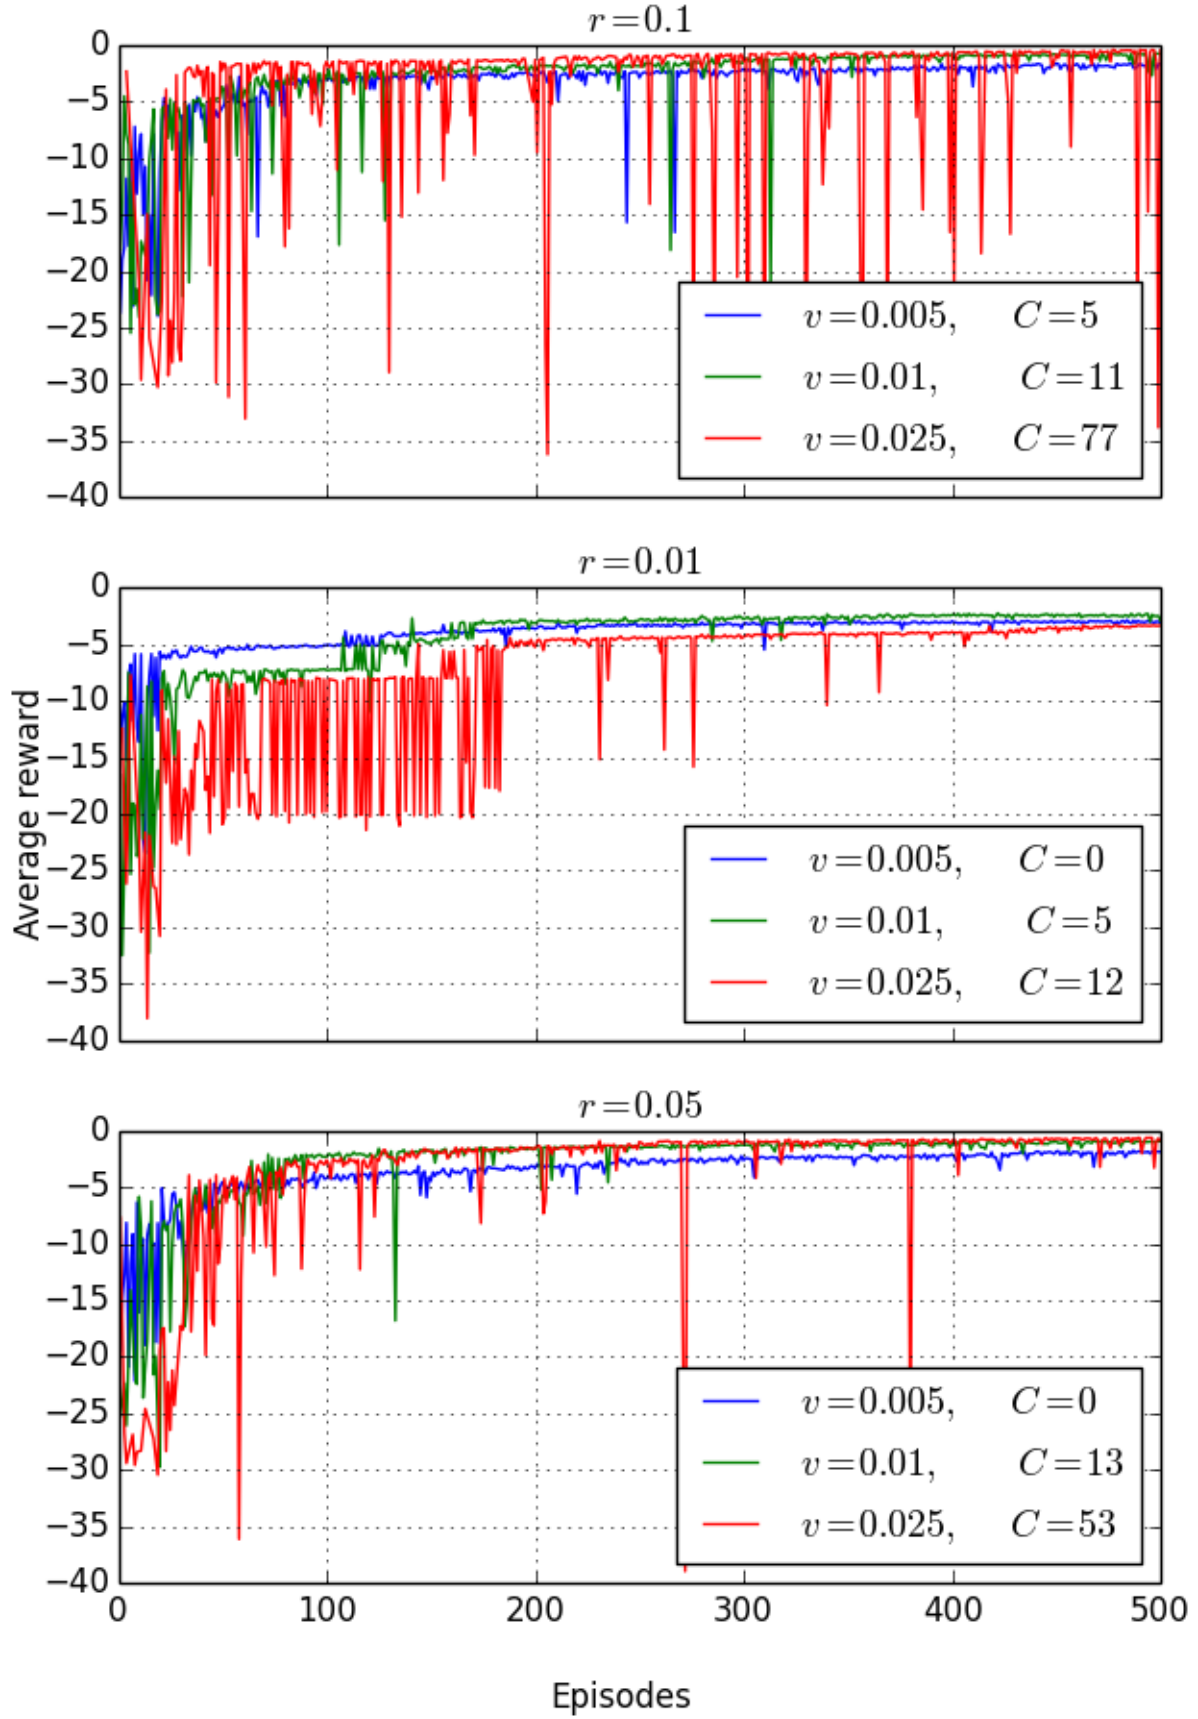 r=0.1
0
−5
−10
−15
−20
−25
−30
−35
−40
v=0.005, C=5
v=0.01, C=11
v=0.025, C=77
r=0.01
0
−5
−10
−15
−20
−25
−30
−35
−40
v=0.005, C=0
v=0.01, C=5
v=0.025, C=12
Average reward
r=0.05
0
−5
−10
−15
−20
−25
−30
−35
−40
v=0.005, C=0
v=0.01, C=13
v=0.025, C=53
0 100 200 300 400 500
Episodes